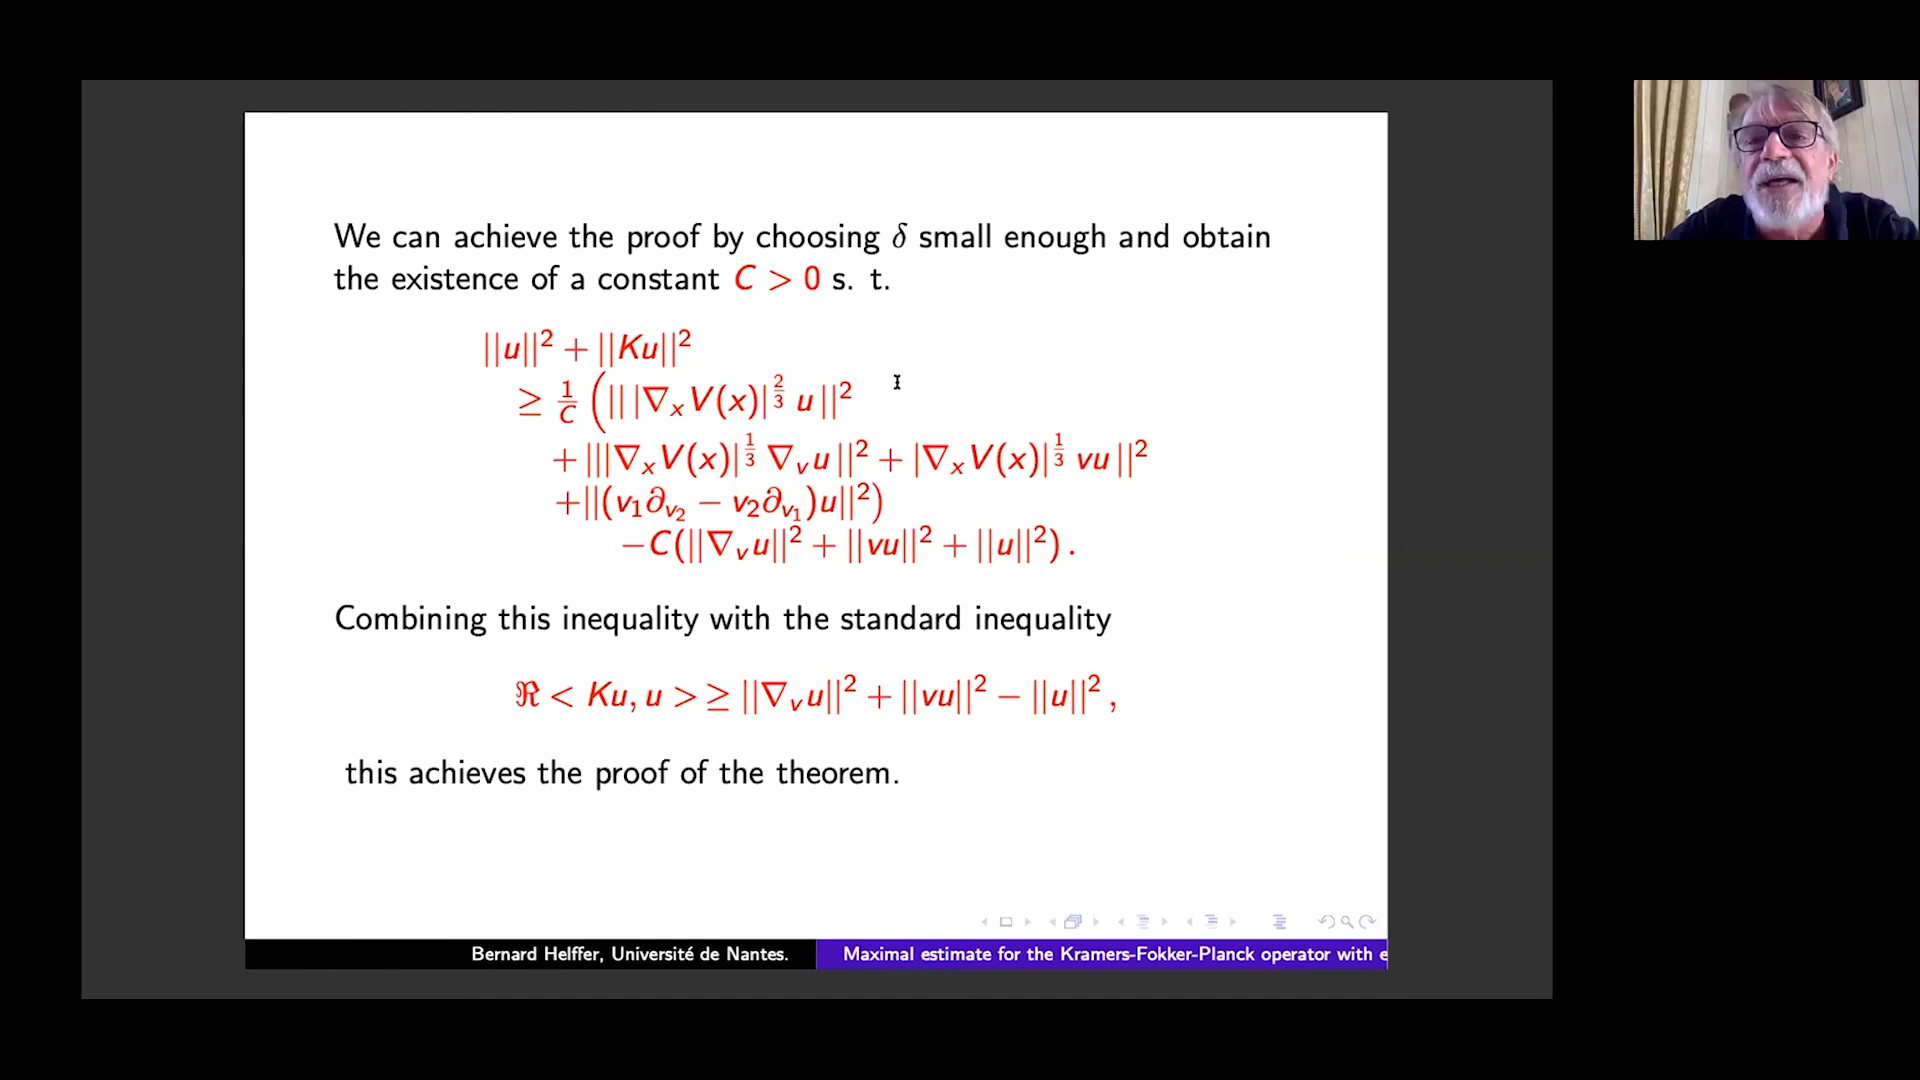 We can achieve the proof by choosing δ small enough and obtain
the existence of a constant C > 0 s. t.
||u||² + ||Ku||²
≥ \frac{1}{C} ( || |∇ₓV(x)|^{\frac{2}{3}} u ||²
+ |||∇ₓV(x)|^{\frac{1}{3}} ∇ᵥu ||² + |∇ₓV(x)|^{\frac{1}{3}} vu ||²
+||(v₁∂_{v₂} − v₂∂_{v₁})u||²)
−C(||∇ᵥu||² + ||vu||² + ||u||²) .
Combining this inequality with the standard inequality
ℜ < Ku, u > ≥ ||∇ᵥu||² + ||vu||² − ||u||² ,
this achieves the proof of the theorem.
Bernard Helffer, Université de Nantes. Maximal estimate for the Kramers-Fokker-Planck operator with e